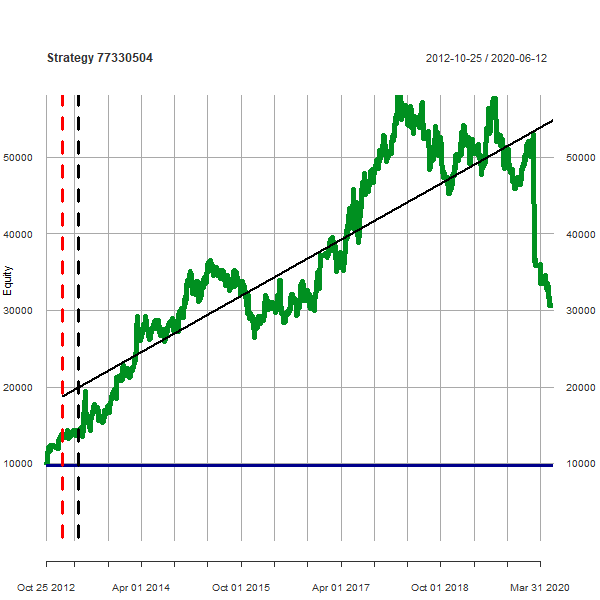 Strategy 77330504
2012-10-25 / 2020-06-12
50000
50000
40000
40000
Equity
30000
30000
20000
20000
10000
10000
Oct 25 2012
Apr 01 2014
Oct 01 2015
Apr 01 2017
Oct 01 2018
Mar 31 2020